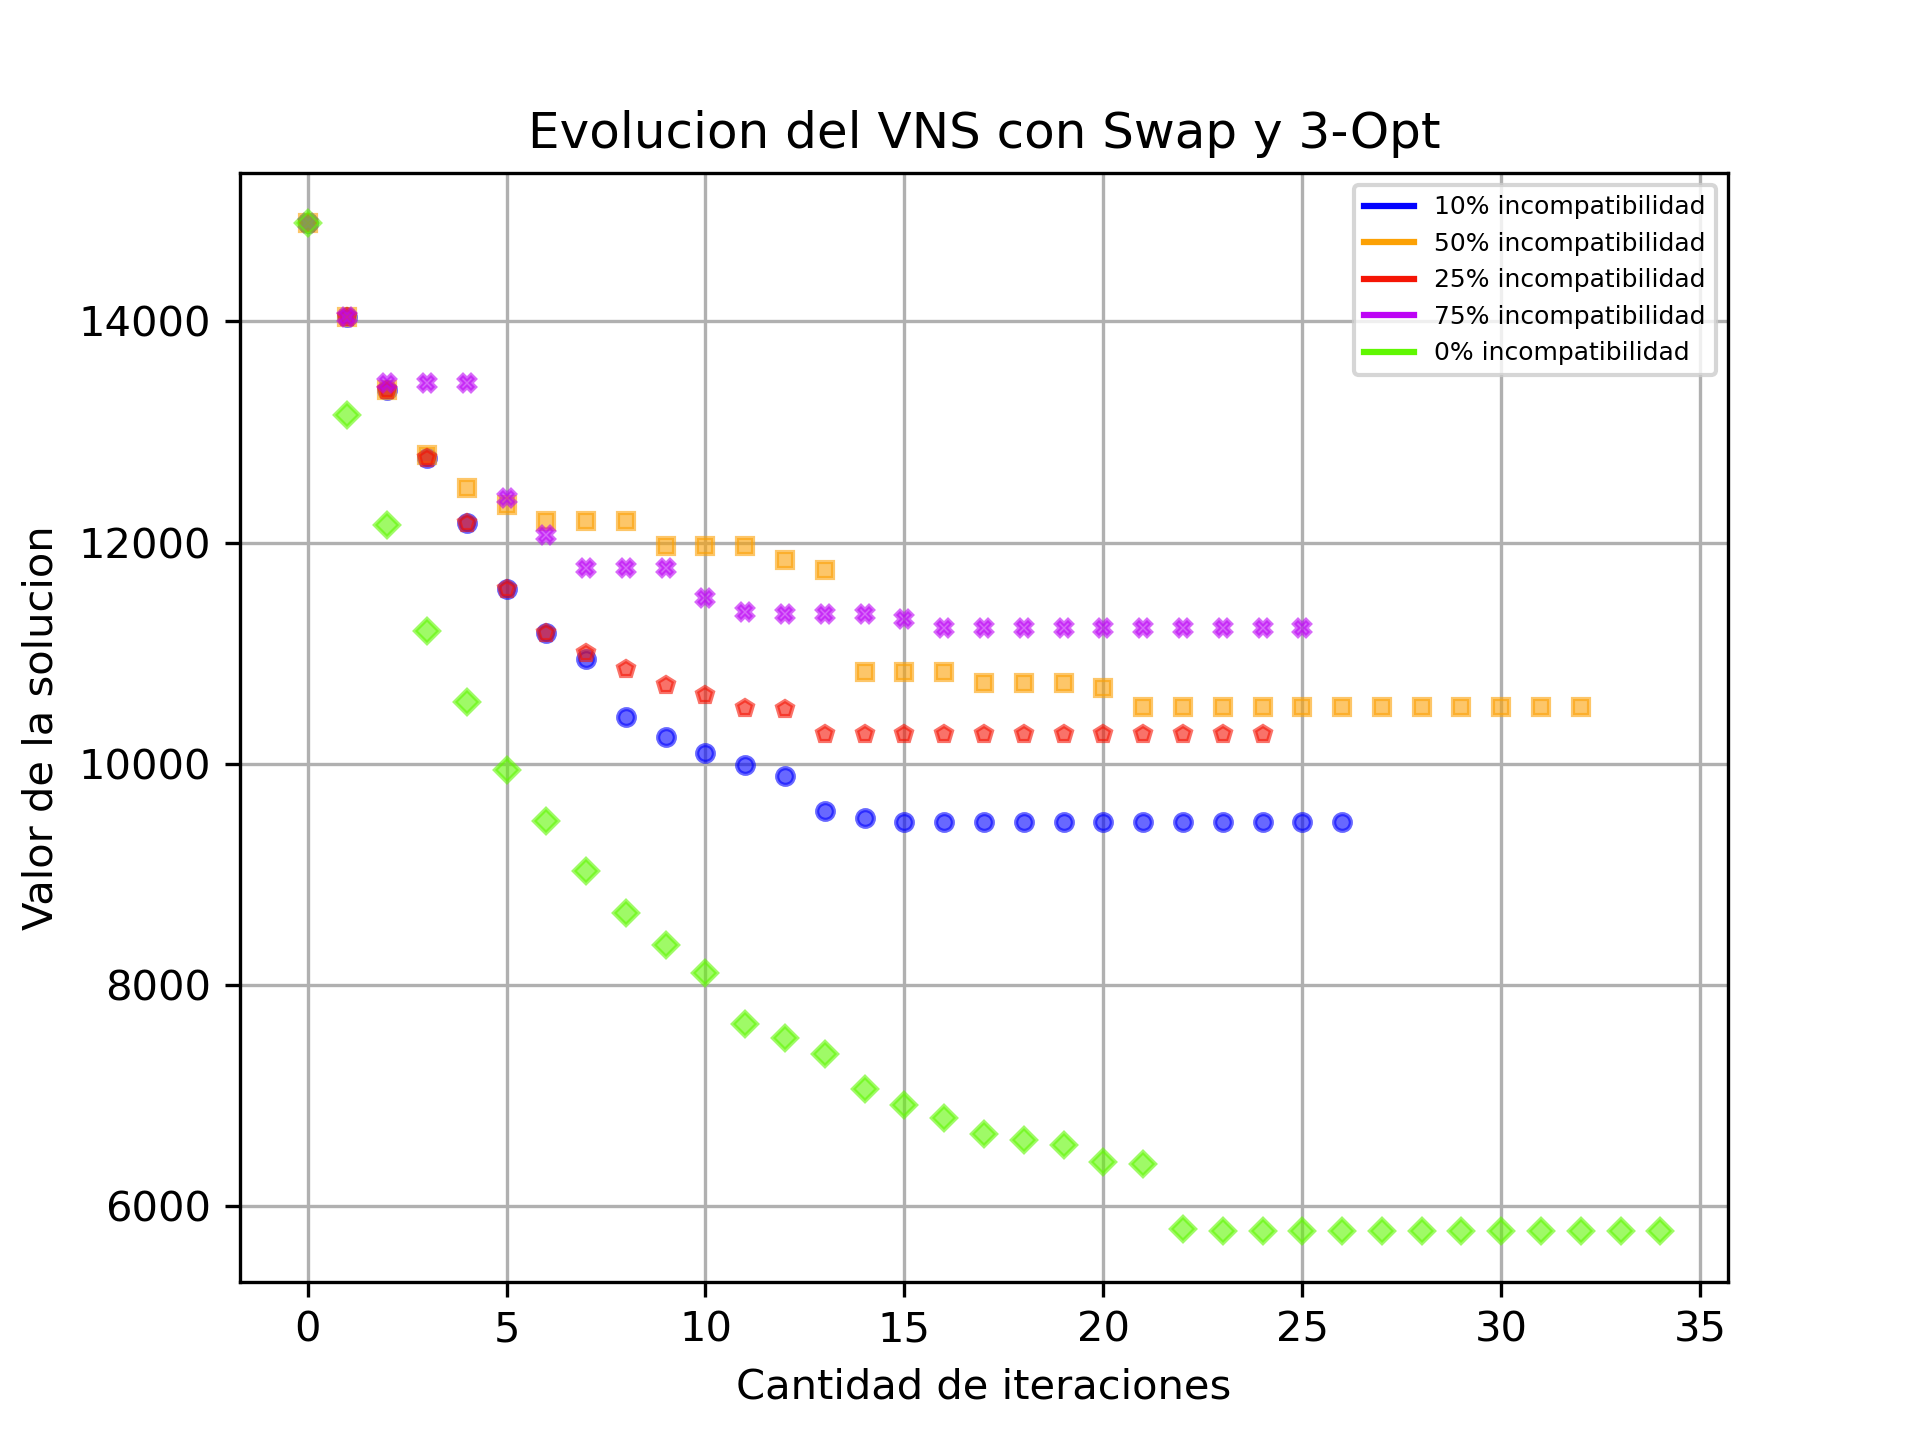 Evolucion del VNS con Swap y 3-Opt
10% incompatibilidad
50% incompatibilidad
25% incompatibilidad
75% incompatibilidad
0% incompatibilidad
Valor de la solucion
14000
12000
10000
8000
6000
0 5 10 15 20 25 30 35
Cantidad de iteraciones